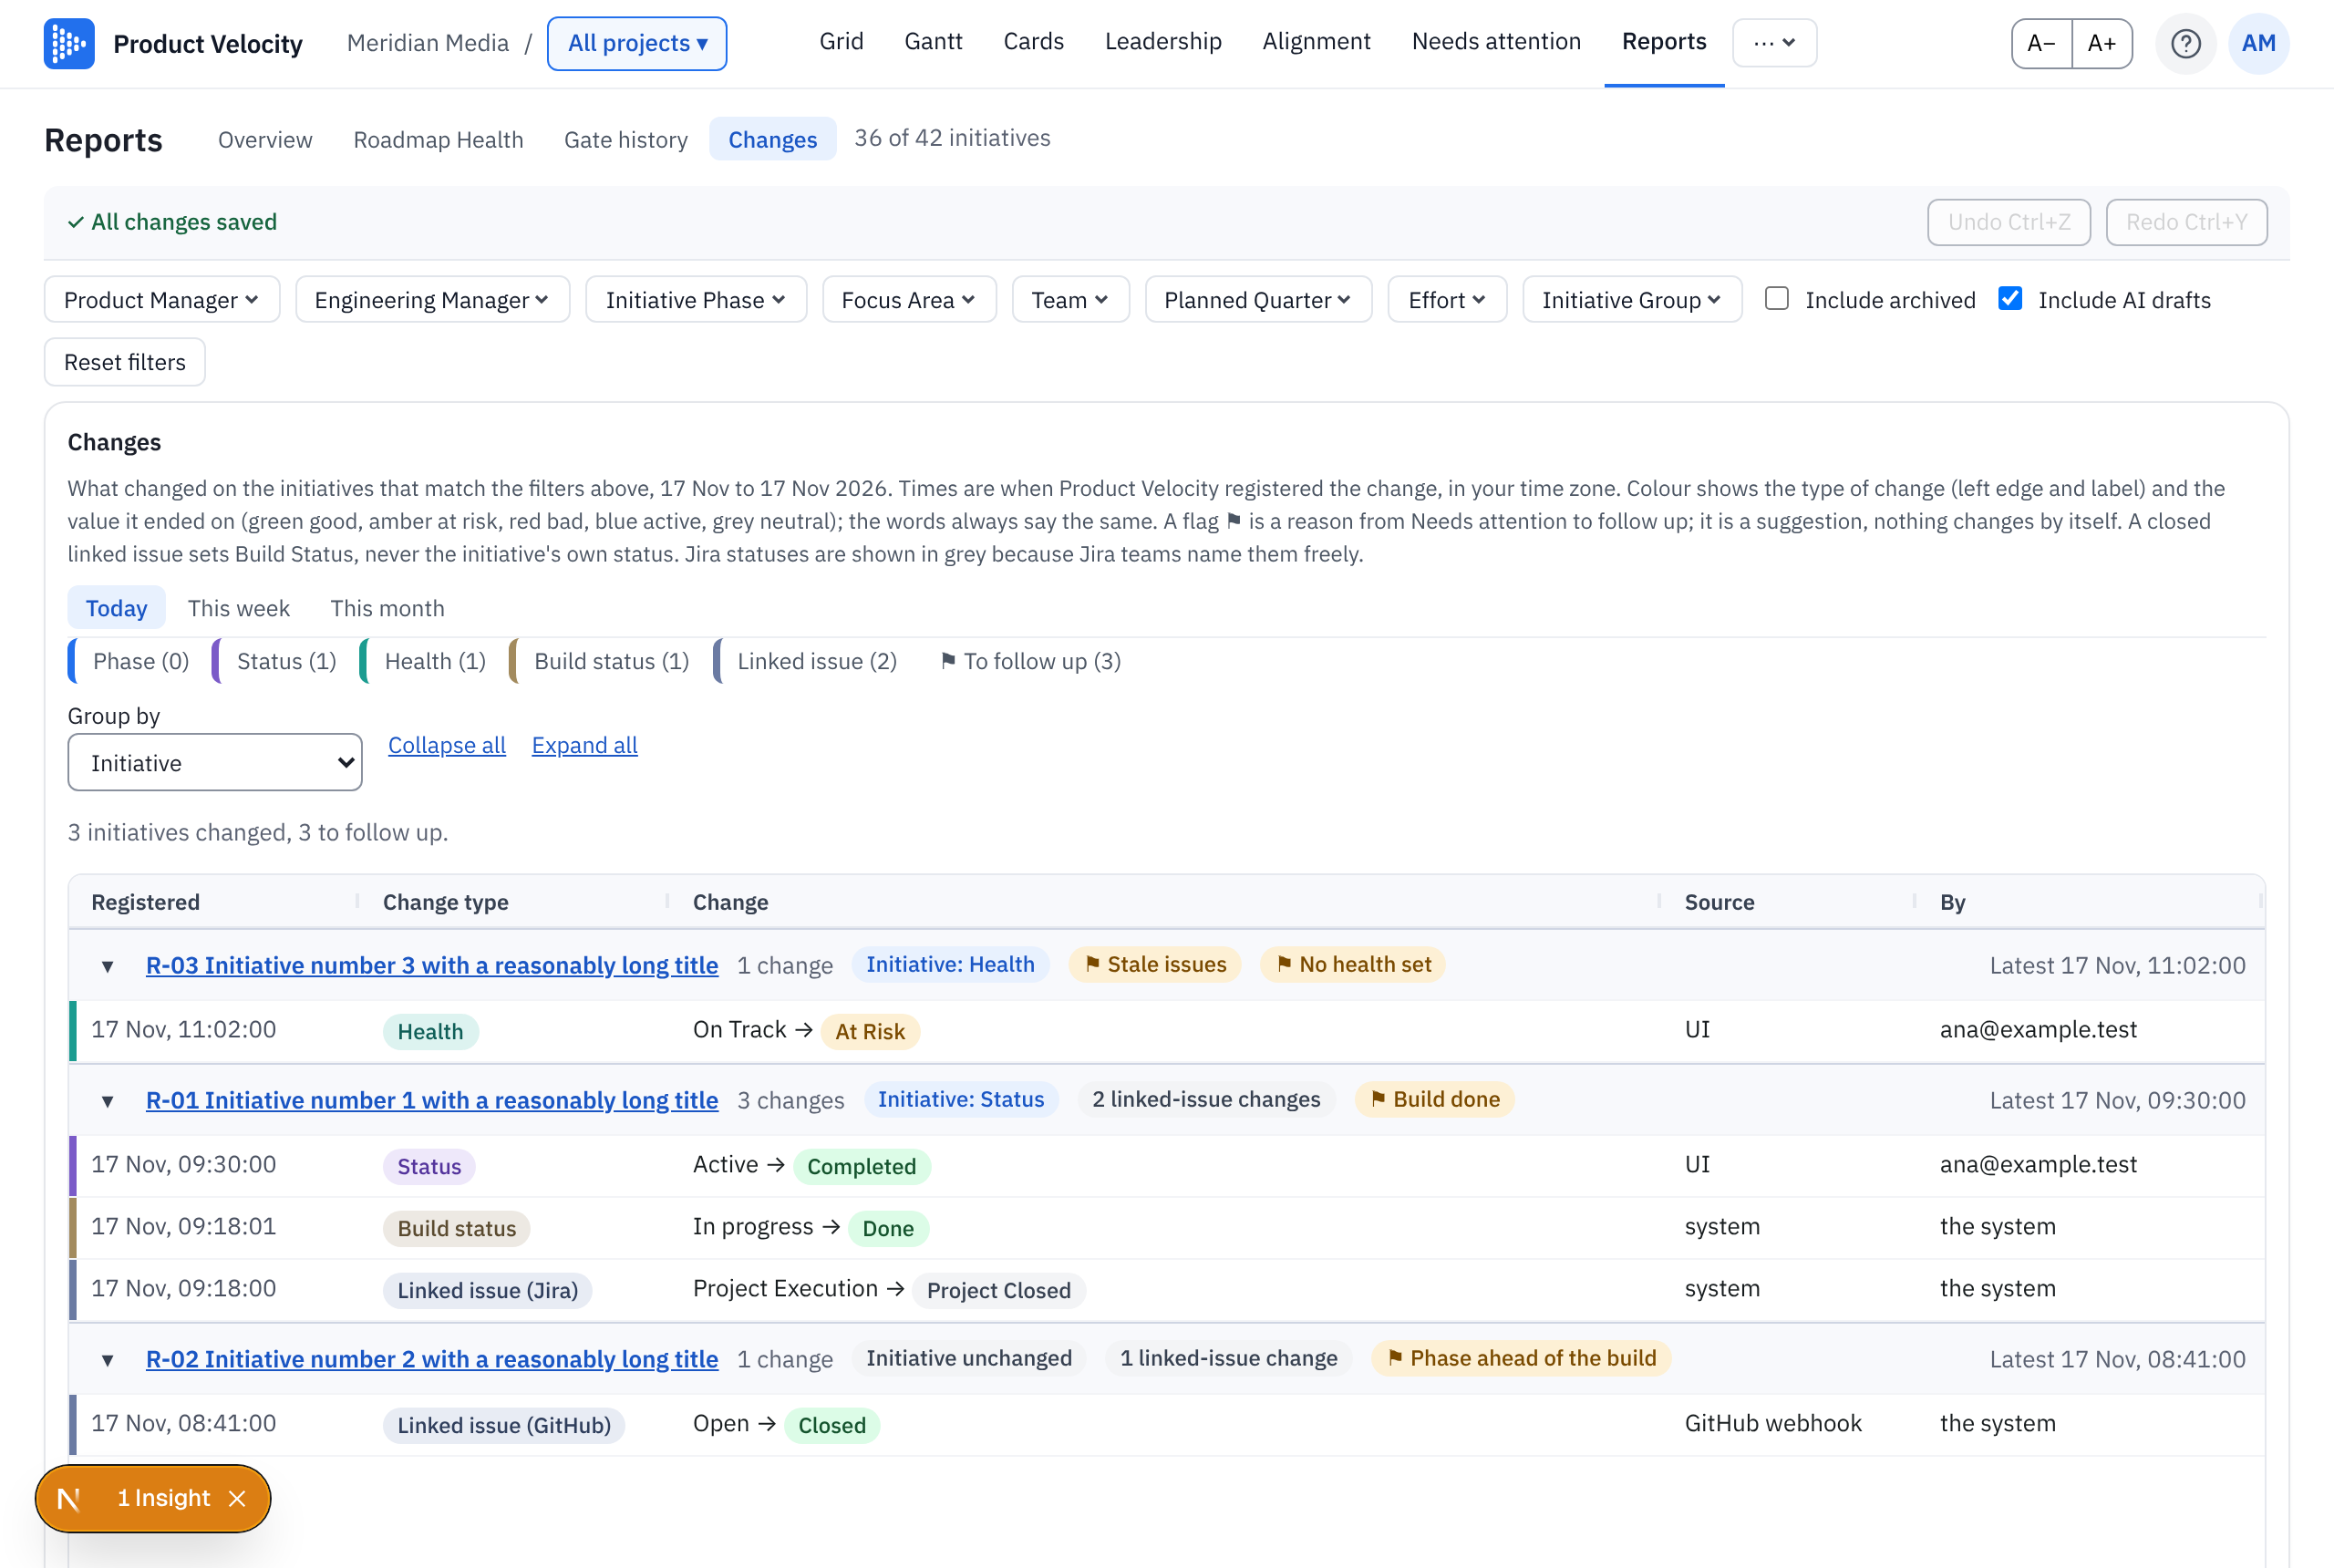 Product Velocity Meridian Media / All projects ▾ Grid Gantt Cards Leadership Alignment Needs attention Reports ··· A− A+ ? AM
Reports Overview Roadmap Health Gate history Changes 36 of 42 initiatives
✓ All changes saved Undo Ctrl+Z Redo Ctrl+Y
Product Manager Engineering Manager Initiative Phase Focus Area Team Planned Quarter Effort Initiative Group Include archived Include AI drafts
Reset filters
Changes
What changed on the initiatives that match the filters above, 17 Nov to 17 Nov 2026. Times are when Product Velocity registered the change, in your time zone. Colour shows the type of change (left edge and label) and the
value it ended on (green good, amber at risk, red bad, blue active, grey neutral); the words always say the same. A flag ⚑ is a reason from Needs attention to follow up; it is a suggestion, nothing changes by itself. A closed
linked issue sets Build Status, never the initiative's own status. Jira statuses are shown in grey because Jira teams name them freely.
Today This week This month
Phase (0) Status (1) Health (1) Build status (1) Linked issue (2) ⚑ To follow up (3)
Group by
Initiative Collapse all Expand all
3 initiatives changed, 3 to follow up.
Registered Change type Change Source By
▼ R-03 Initiative number 3 with a reasonably long title 1 change Initiative: Health ⚑ Stale issues ⚑ No health set Latest 17 Nov, 11:02:00
17 Nov, 11:02:00 Health On Track → At Risk UI ana@example.test
▼ R-01 Initiative number 1 with a reasonably long title 3 changes Initiative: Status 2 linked-issue changes ⚑ Build done Latest 17 Nov, 09:30:00
17 Nov, 09:30:00 Status Active → Completed UI ana@example.test
17 Nov, 09:18:01 Build status In progress → Done system the system
17 Nov, 09:18:00 Linked issue (Jira) Project Execution → Project Closed system the system
▼ R-02 Initiative number 2 with a reasonably long title 1 change Initiative unchanged 1 linked-issue change ⚑ Phase ahead of the build Latest 17 Nov, 08:41:00
17 Nov, 08:41:00 Linked issue (GitHub) Open → Closed GitHub webhook the system
N 1 Insight ×